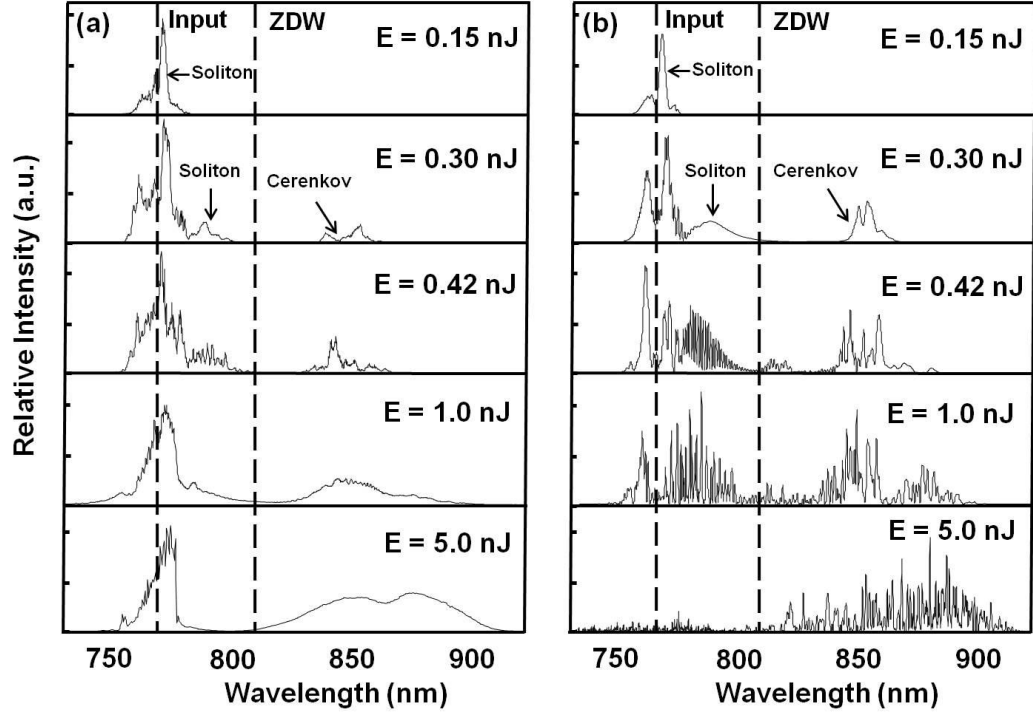 (a)
Input
ZDW
E = 0.15 nJ
Soliton
E = 0.30 nJ
Soliton
Cerenkov
E = 0.42 nJ
E = 1.0 nJ
E = 5.0 nJ
750
800
850
900
Wavelength (nm)
Relative Intensity (a.u.)
(b)
Input
ZDW
E = 0.15 nJ
Soliton
E = 0.30 nJ
Soliton
Cerenkov
E = 0.42 nJ
E = 1.0 nJ
E = 5.0 nJ
750
800
850
900
Wavelength (nm)